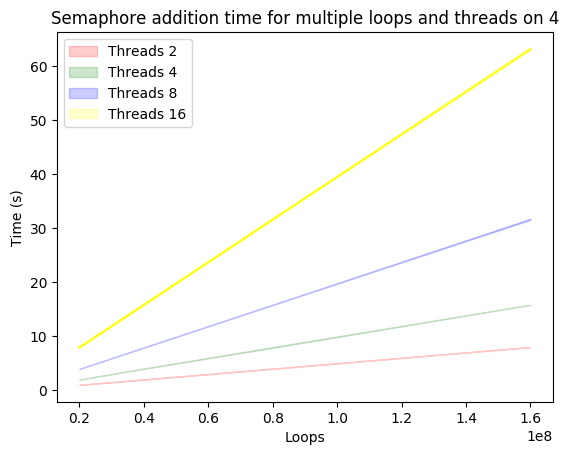 Semaphore addition time for multiple loops and threads on 4
Threads 2
Threads 4
Threads 8
Threads 16
Time (s)
60
50
40
30
20
10
0
0.2 0.4 0.6 0.8 1.0 1.2 1.4 1.6
1e8
Loops